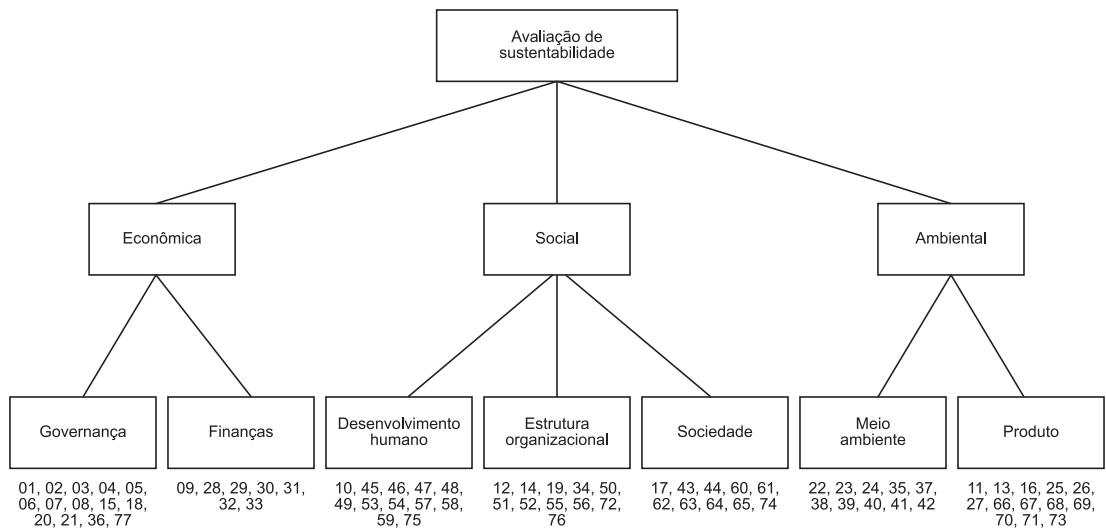 Avaliação de
sustentabilidade
Econômica
Social
Ambiental
Governança
Finanças
Desenvolvimento
humano
Estrutura
organizacional
Sociedade
Meio
ambiente
Produto
01, 02, 03, 04, 05,
06, 07, 08, 15, 18,
20, 21, 36, 77
09, 28, 29, 30, 31,
32, 33
10, 45, 46, 47, 48,
49, 53, 54, 57, 58,
59, 75
12, 14, 19, 34, 50,
51, 52, 55, 56, 72,
76
17, 43, 44, 60, 61,
62, 63, 64, 65, 74
22, 23, 24, 35, 37,
38, 39, 40, 41, 42
11, 13, 16, 25, 26,
27, 66, 67, 68, 69,
70, 71, 73